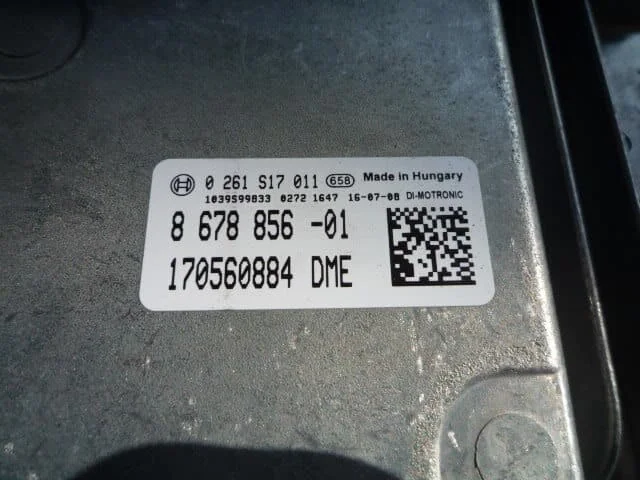 0 261 S17 011 658 Made in Hungary
1039S99833 0272 1647 16-07-08 DI-MOTRONIC
8 678 856 -01
170560884 DME